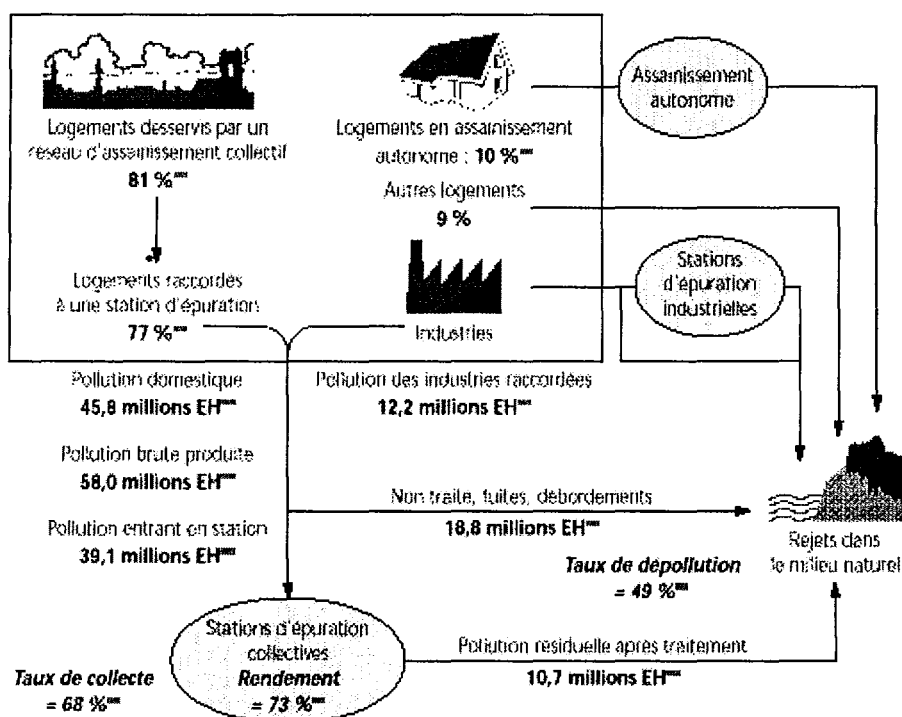 Logements desservis par un
réseau d'assainissement collectif
81 %
Logements en assainissement
autonome : 10 %
Assainissement
autonome
Autres logements
9 %
Logements raccordés
à une station d'épuration
77 %
Industries
Stations
d'épuration
industrielles
Pollution domestique
45,8 millions EH
Pollution des industries raccordées
12,2 millions EH
Pollution brute produite
58,0 millions EH
Non traité, fuites, débordements
18,8 millions EH
Pollution entrant en station
39,1 millions EH
Rejets dans
le milieu naturel
Taux de dépollution
= 49 %
Stations d'épuration
collectives
Rendement
= 73 %
Taux de collecte
= 68 %
Pollution résiduelle après traitement
10,7 millions EH